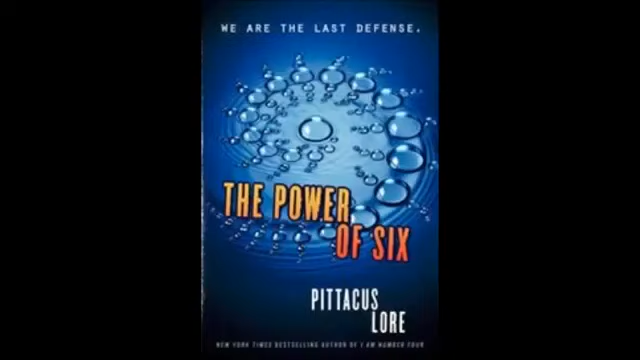 WE ARE THE LAST DEFENSE.
THE POWER
OF SIX
PITTACUS
LORE
NEW YORK TIMES BESTSELLING AUTHOR OF I AM NUMBER FOUR